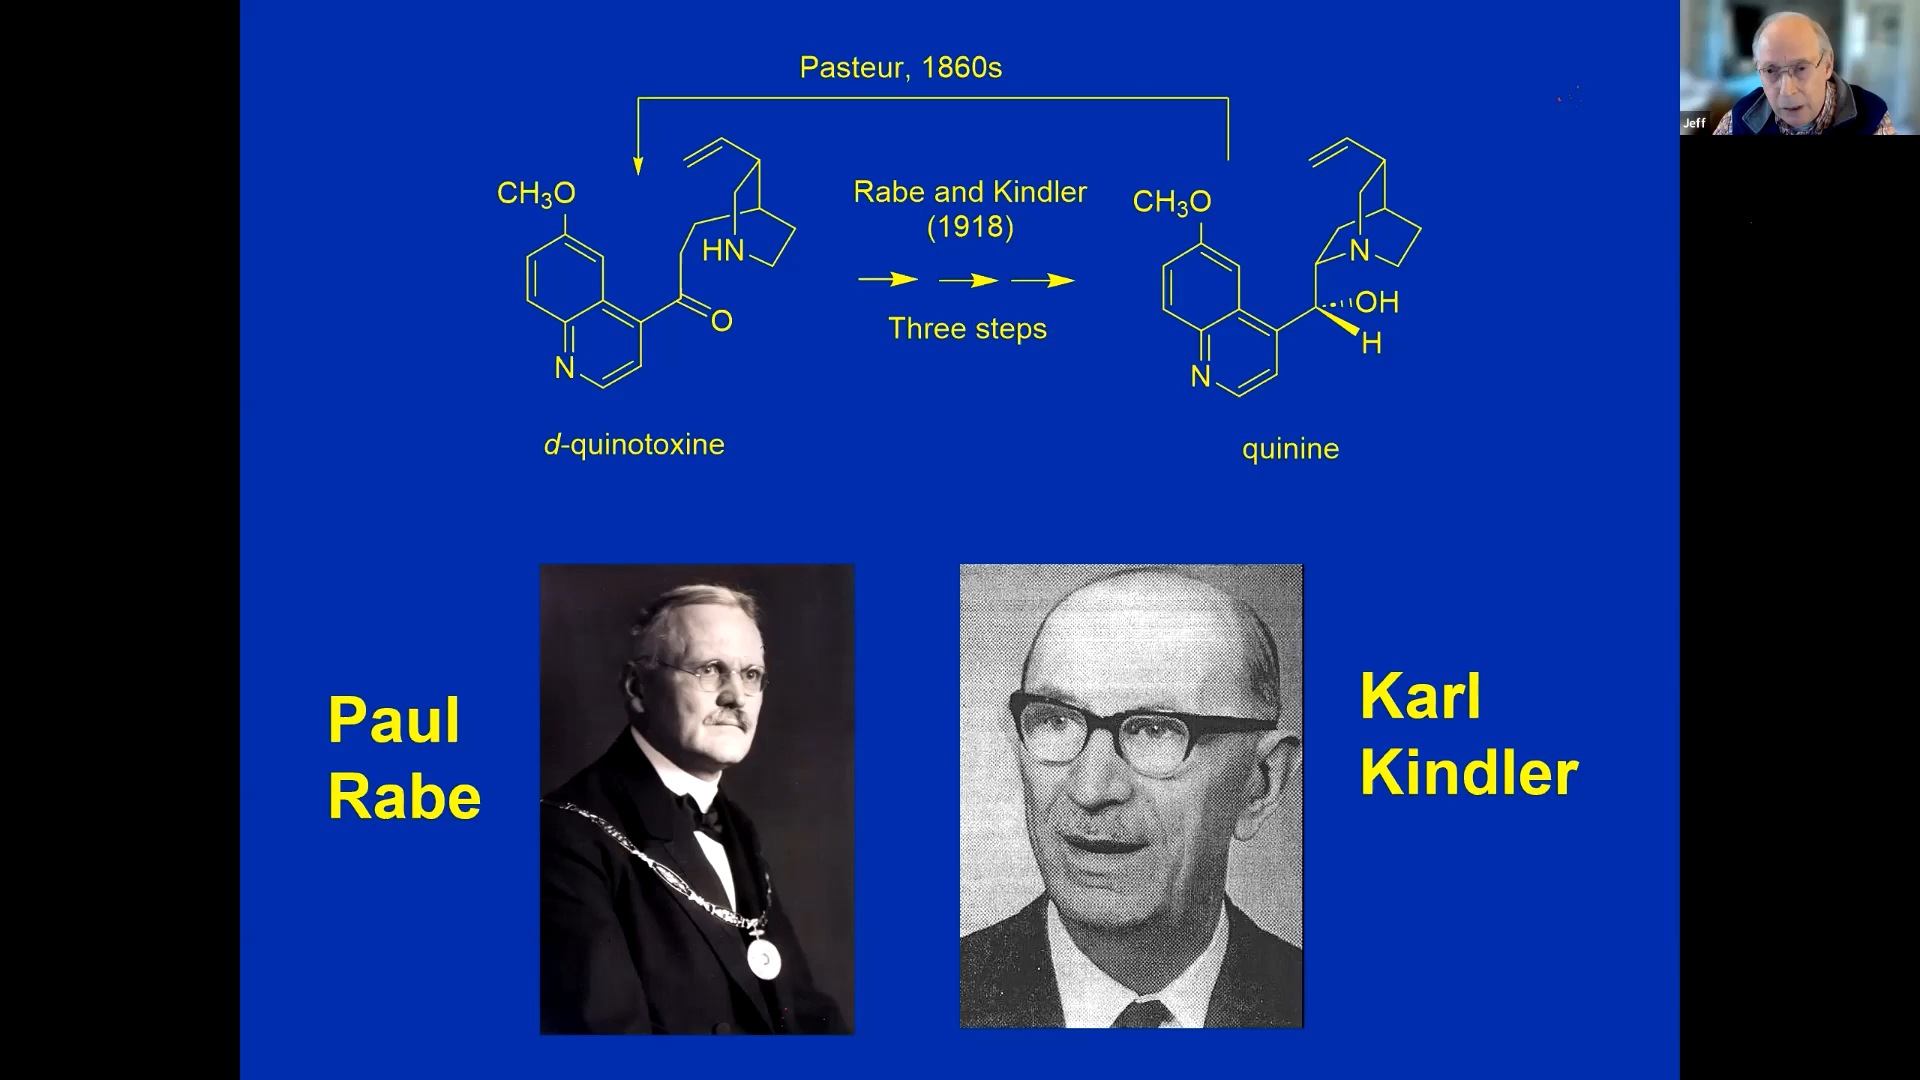 Pasteur, 1860s
Jeff
CH3O
HN
O
N
d-quinotoxine
Rabe and Kindler
(1918)
Three steps
CH3O
N
OH
H
N
quinine
Paul
Rabe
Karl
Kindler